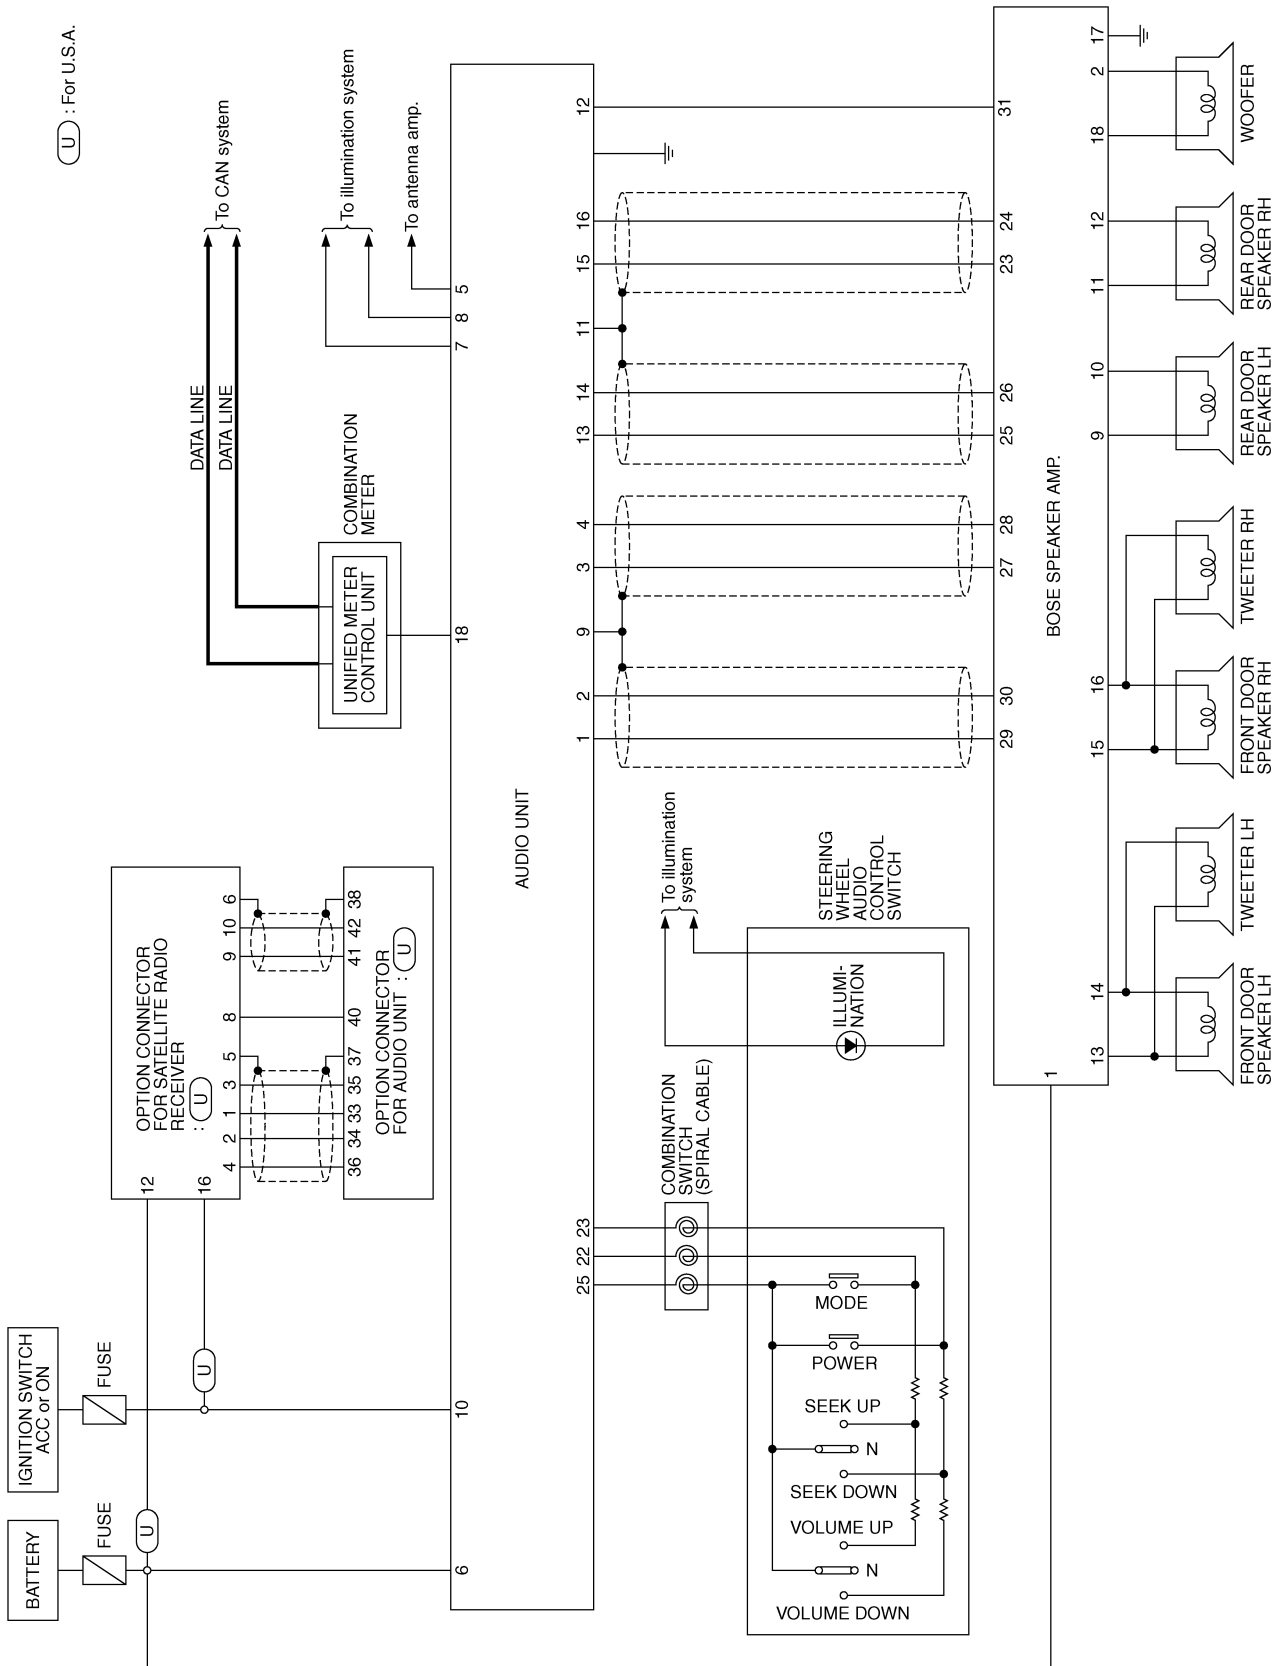 U : For U.S.A.
BATTERY
IGNITION SWITCH
ACC or ON
FUSE
FUSE
U
U
12
16
OPTION CONNECTOR
FOR SATELLITE RADIO
RECEIVER
: U
4
2
1
3
5
8
9
10
6
36
34
33
35
37
40
41
42
38
OPTION CONNECTOR
FOR AUDIO UNIT : U
DATA LINE
DATA LINE
To CAN system
To illumination system
To antenna amp.
COMBINATION
METER
UNIFIED METER
CONTROL UNIT
6
10
18
7
8
5
AUDIO UNIT
25
22
23
1
2
9
3
4
13
14
11
15
16
12
COMBINATION
SWITCH
(SPIRAL CABLE)
To illumination
system
STEERING
WHEEL
AUDIO
CONTROL
SWITCH
ILLUMI-
NATION
MODE
POWER
SEEK UP
N
SEEK DOWN
VOLUME UP
N
VOLUME DOWN
29
30
27
28
25
26
23
24
31
1
BOSE SPEAKER AMP.
13
14
15
16
9
10
11
12
18
2
17
FRONT DOOR
SPEAKER LH
TWEETER LH
FRONT DOOR
SPEAKER RH
TWEETER RH
REAR DOOR
SPEAKER LH
REAR DOOR
SPEAKER RH
WOOFER